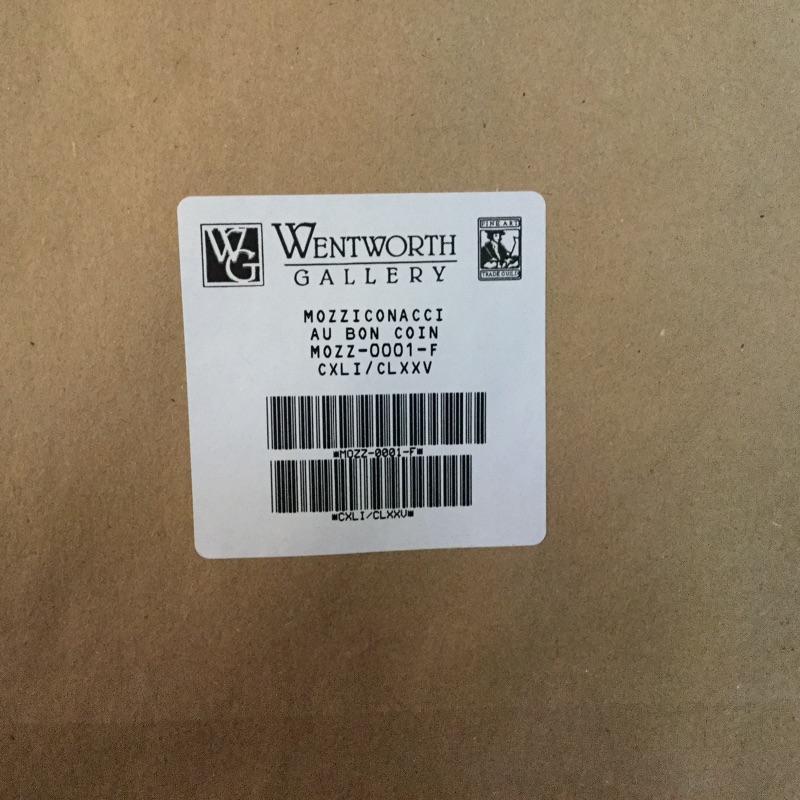 WG
WENTWORTH
GALLERY
FINE ART
TRADE GUILD
MOZZICONACCI
AU BON COIN
MOZZ-0001-F
CXLI/CLXXV
*MOZZ-0001-F*
*CXLI/CLXXV*